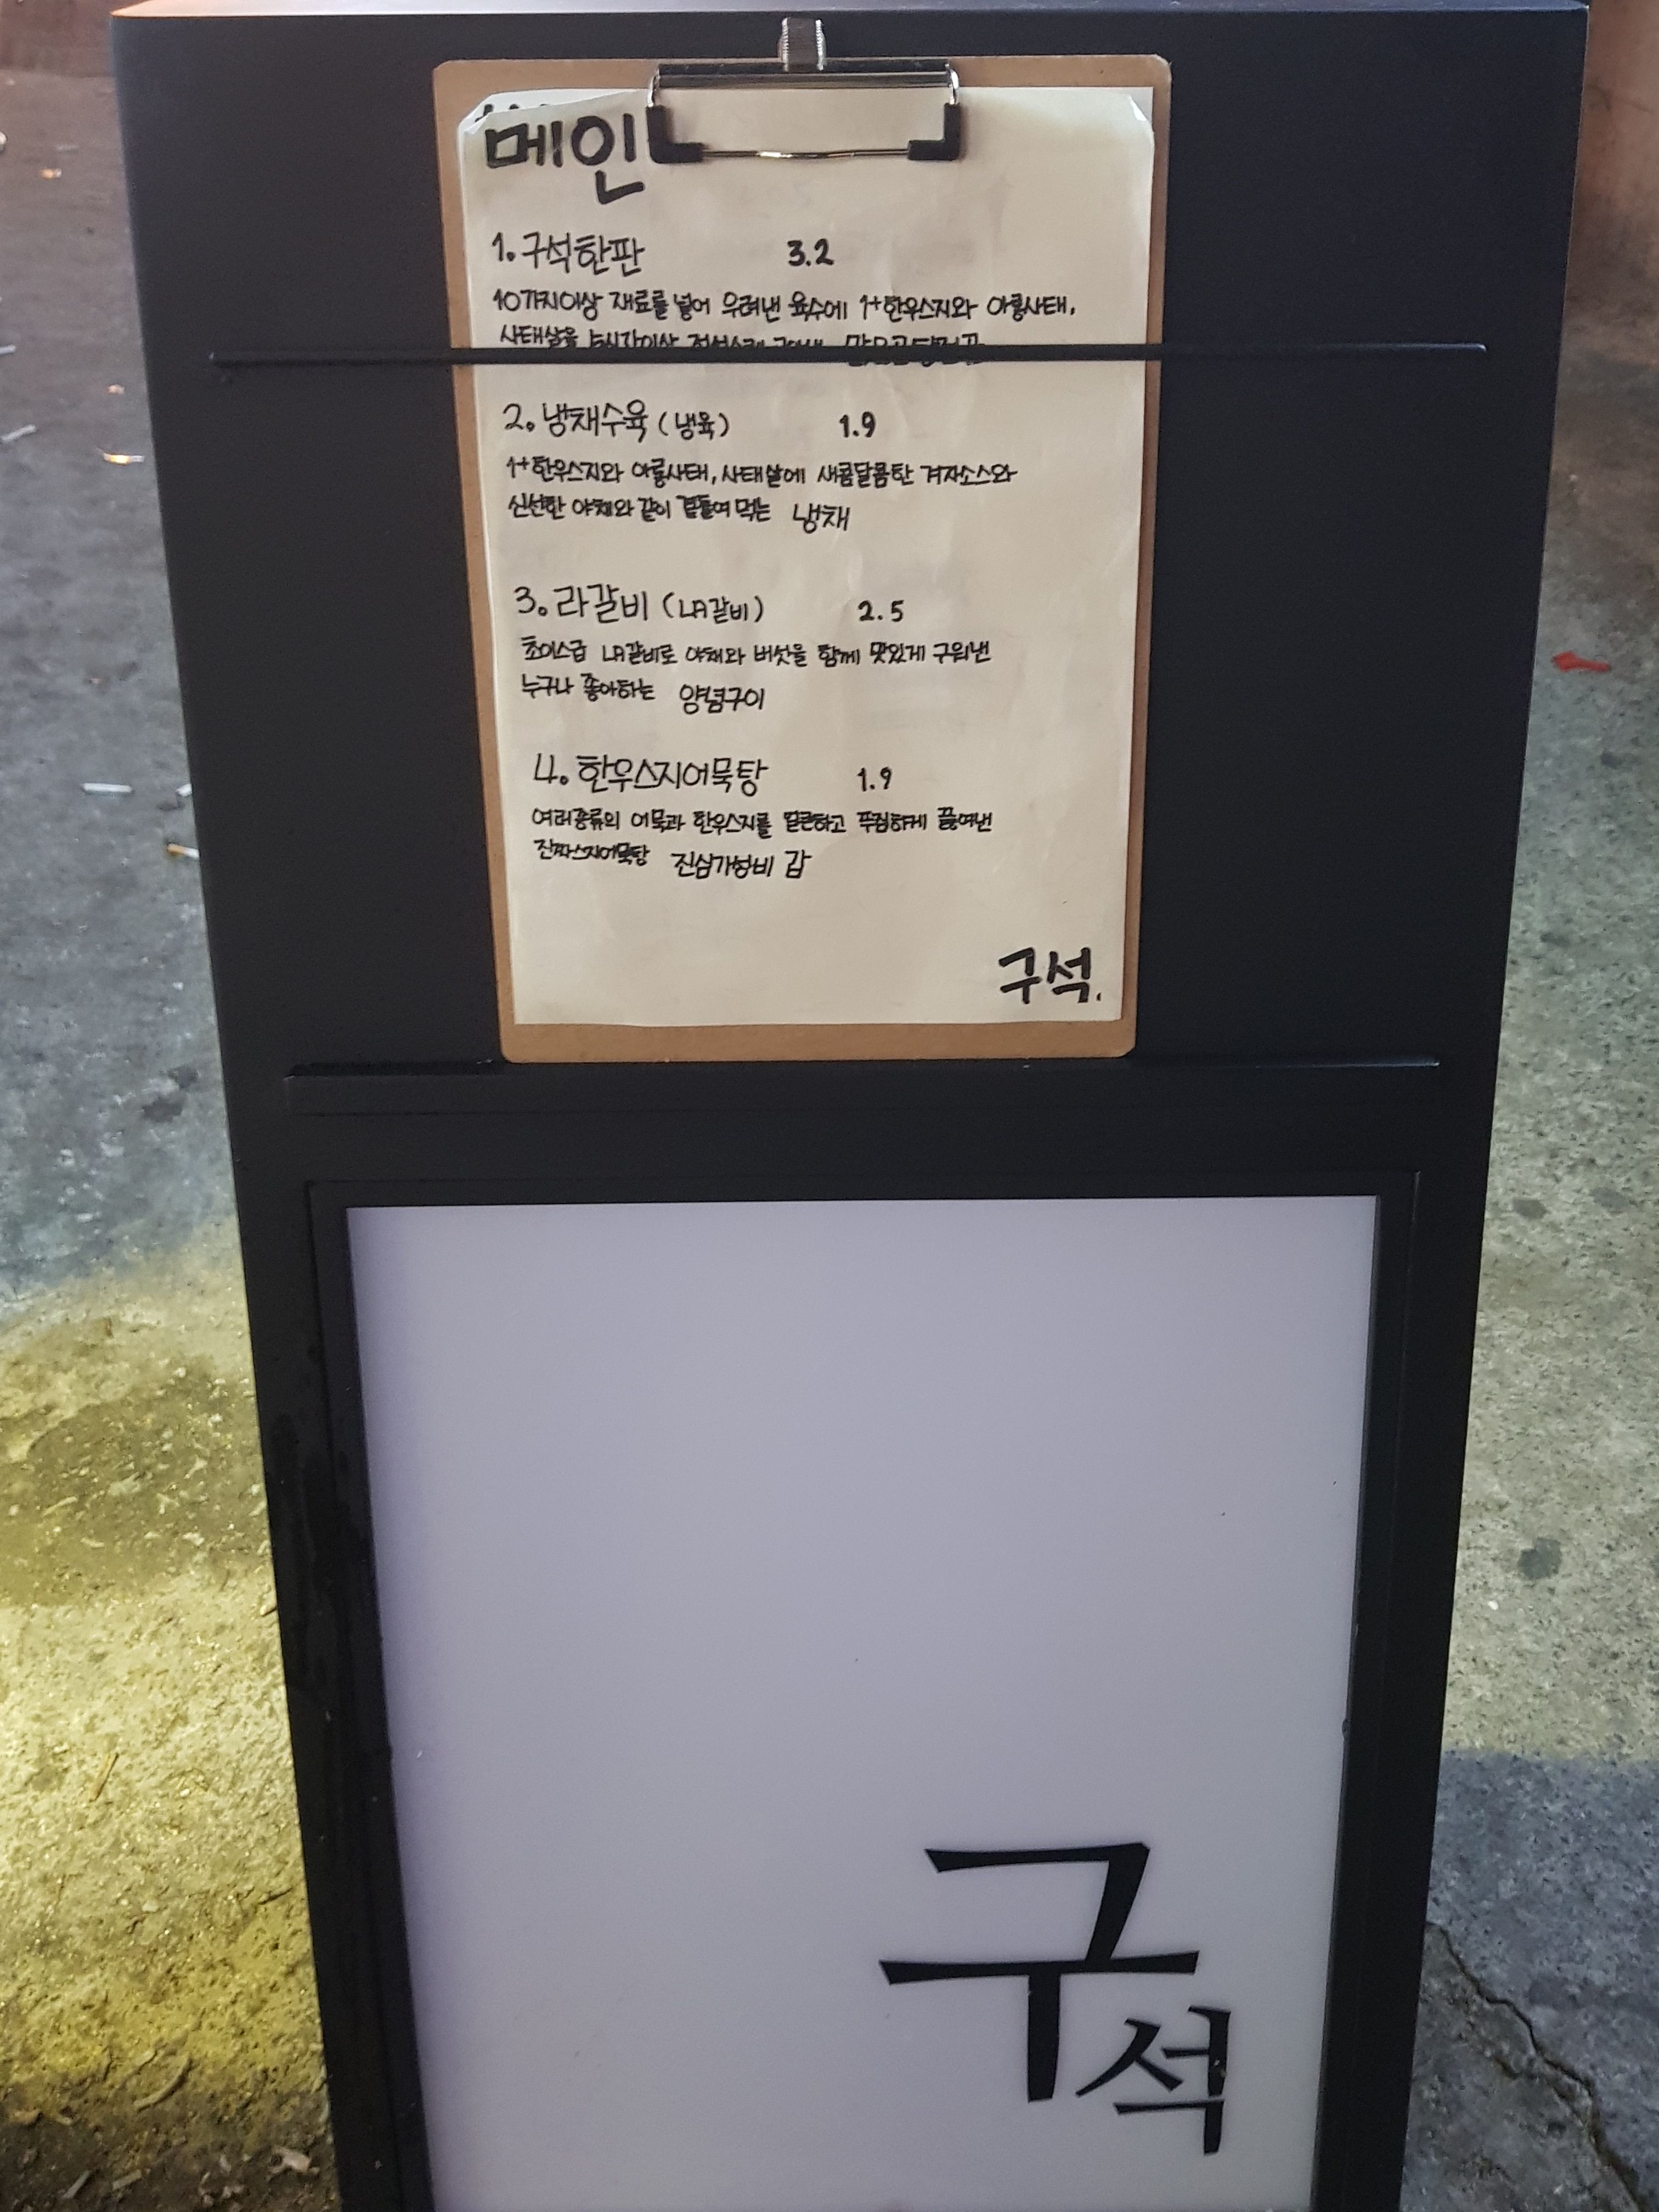 메인
1. 구석한판 3.2
10가지이상 재료를 넣어 우려낸 육수에 1+한우스지와 아롱사태,
사태살을
2. 냉채수육 (냉육) 1.9
1+한우스지와 아롱사태, 사태살에 새콤달콤한 겨자소스와
신선한 야채와 같이 곁들여 먹는 냉채
3. 라갈비 (LA갈비) 2.5
초이스급 LA갈비로 야채와 버섯을 함께 맛있게 구워낸
누구나 좋아하는 양념구이
4. 한우스지어묵탕 1.9
여러종류의 어묵과 한우스지를 얼큰하고 푸짐하게 끓여낸
진짜스지어묵탕 진삼가성비 갑
구석.
구석